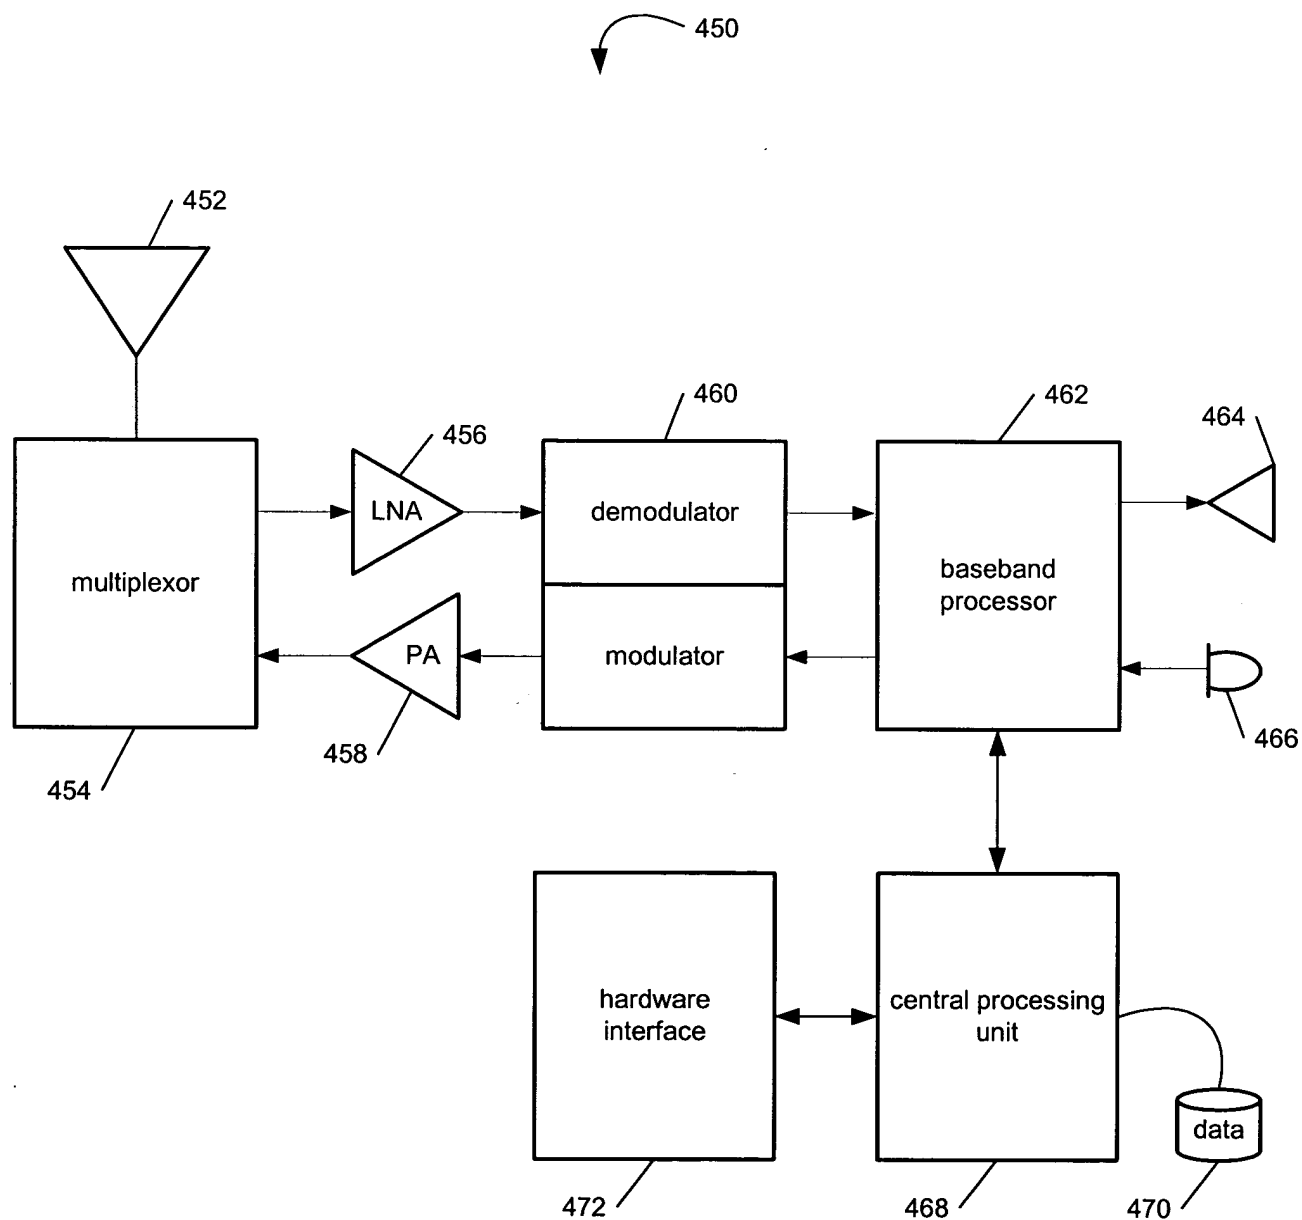 450
452
460
462
464
456
LNA
demodulator
multiplexor
baseband
processor
PA
modulator
458
466
454
hardware
interface
central processing
unit
data
472
468
470